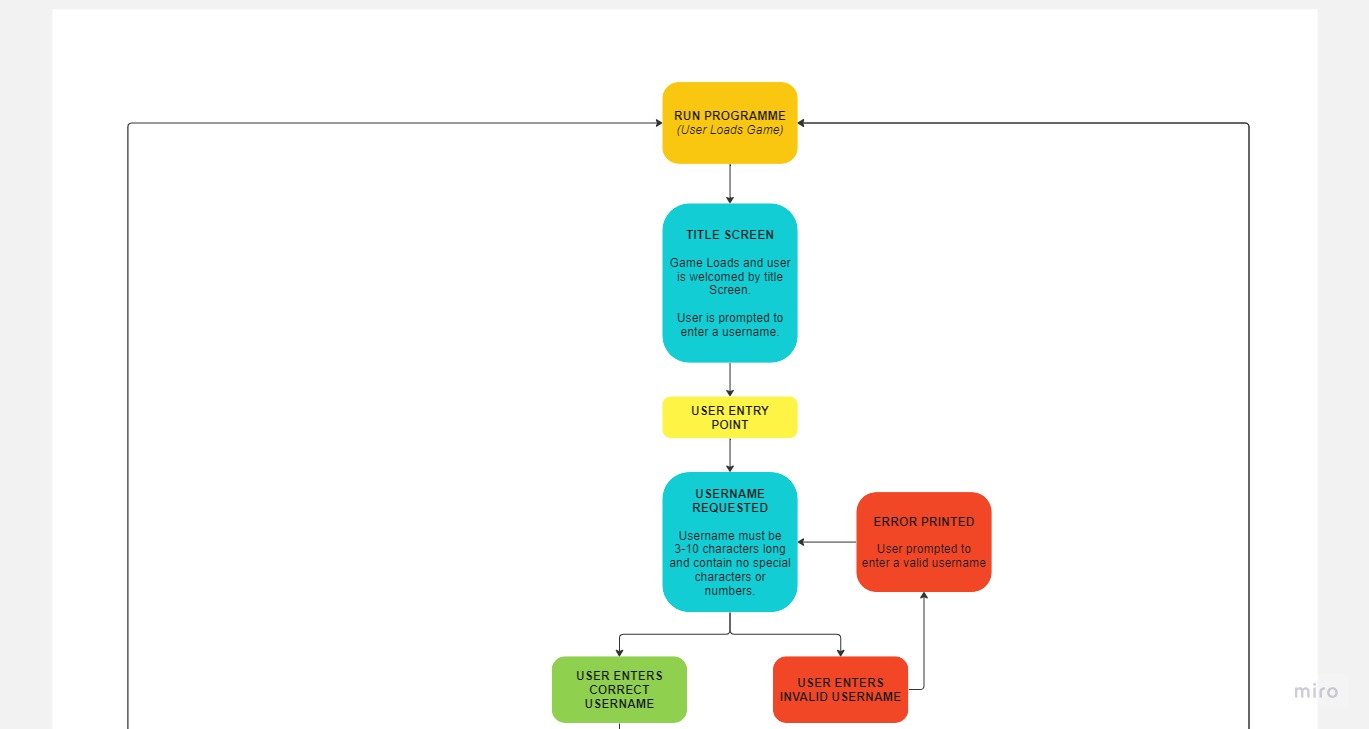 RUN PROGRAMME
(User Loads Game)
TITLE SCREEN
Game Loads and user
is welcomed by title
Screen.
User is prompted to
enter a username.
USER ENTRY
POINT
USERNAME
REQUESTED
Username must be
3-10 characters long
and contain no special
characters or
numbers.
ERROR PRINTED
User prompted to
enter a valid username
USER ENTERS
CORRECT
USERNAME
USER ENTERS
INVALID USERNAME
miro